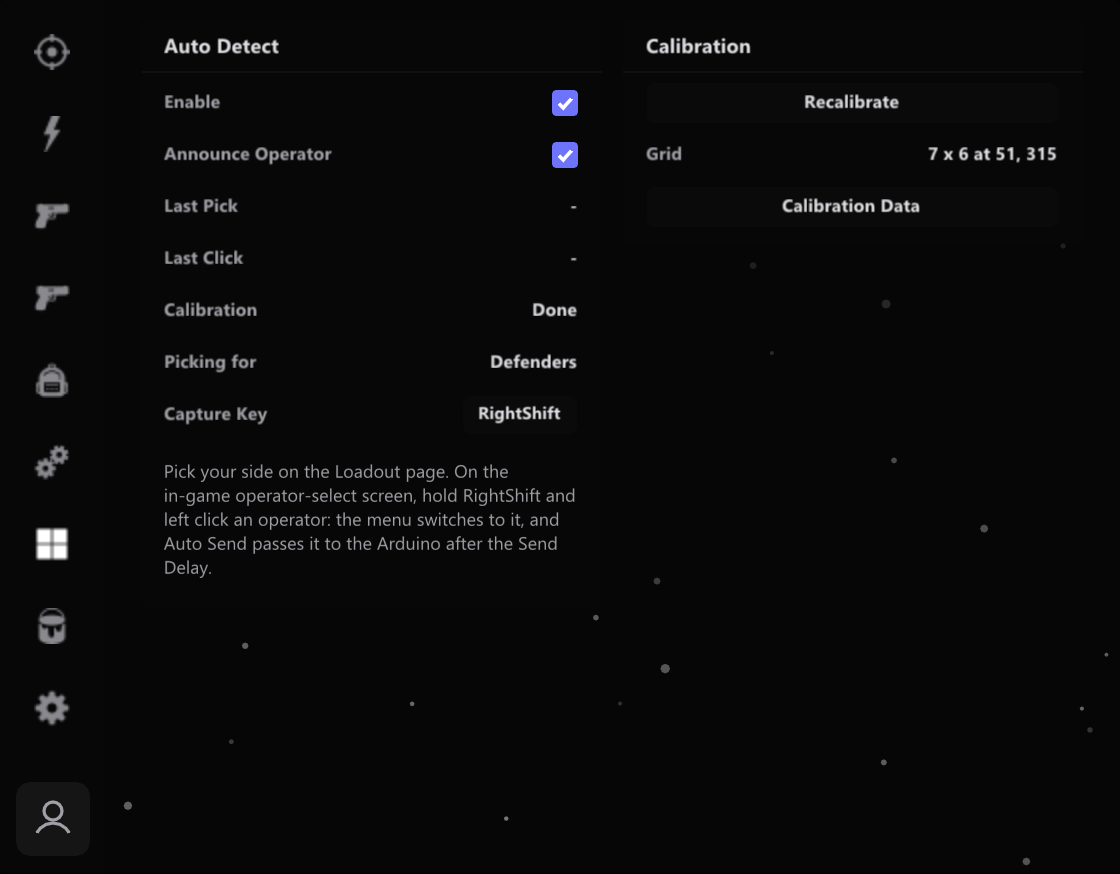 Auto Detect
Enable
Announce Operator
Last Pick -
Last Click -
Calibration Done
Picking for Defenders
Capture Key RightShift
Pick your side on the Loadout page. On the
in-game operator-select screen, hold RightShift and
left click an operator: the menu switches to it, and
Auto Send passes it to the Arduino after the Send
Delay.
Calibration
Recalibrate
Grid 7 x 6 at 51, 315
Calibration Data